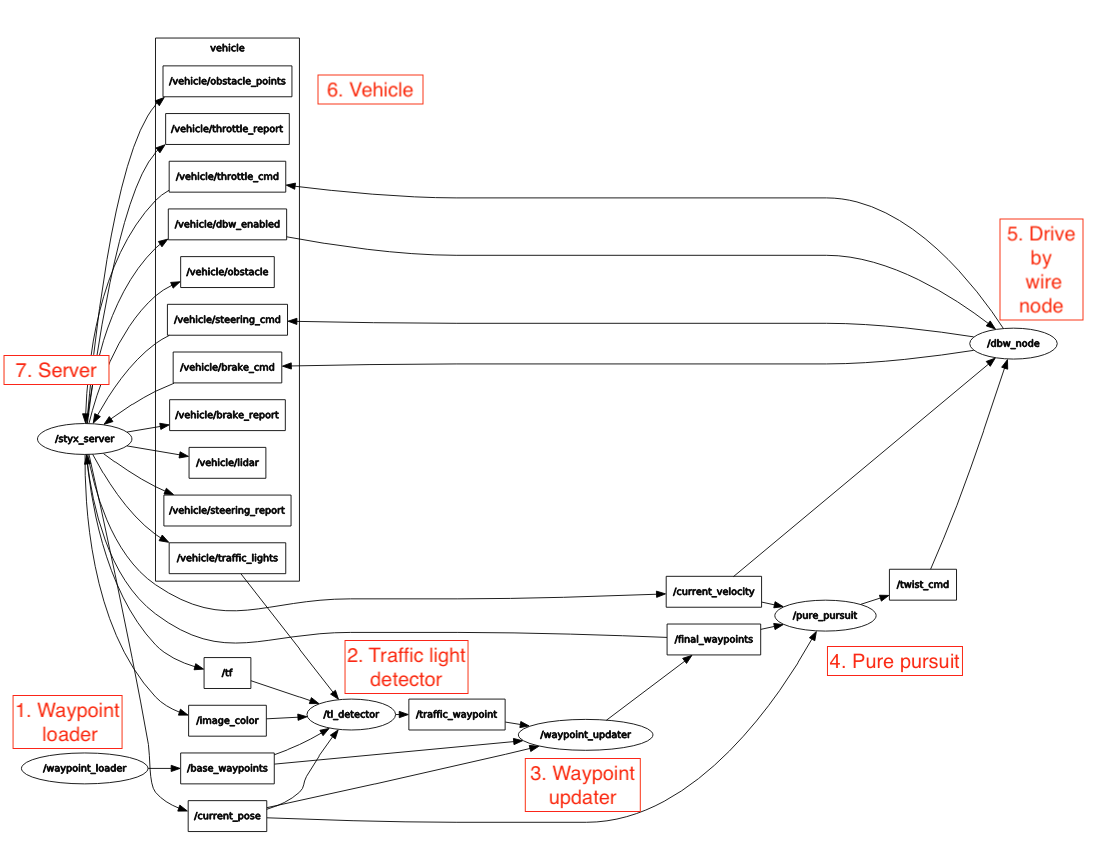 vehicle
/vehicle/obstacle_points
6. Vehicle
/vehicle/throttle_report
/vehicle/throttle_cmd
/vehicle/dbw_enabled
5. Drive
by
wire
node
/vehicle/obstacle
/vehicle/steering_cmd
/dbw_node
7. Server
/vehicle/brake_cmd
/vehicle/brake_report
/styx_server
/vehicle/lidar
/vehicle/steering_report
/vehicle/traffic_lights
/current_velocity
/twist_cmd
/pure_pursuit
/final_waypoints
4. Pure pursuit
2. Traffic light
detector
/tf
1. Waypoint
loader
/image_color
/tl_detector
/traffic_waypoint
/waypoint_updater
/waypoint_loader
/base_waypoints
3. Waypoint
updater
/current_pose